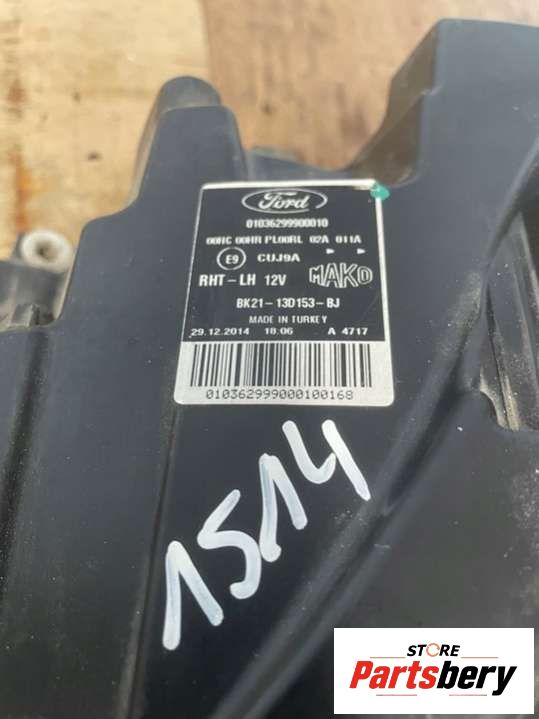 Ford
01036299900010
00HC 00HR PL00RL 02A 011A
E9 CUJ9A
RHT-LH 12V MAKO
BK21-13D153-BJ
MADE IN TURKEY
29.12.2014 18:06 A 4717
010362999000100168
1514
STORE
Partsbery